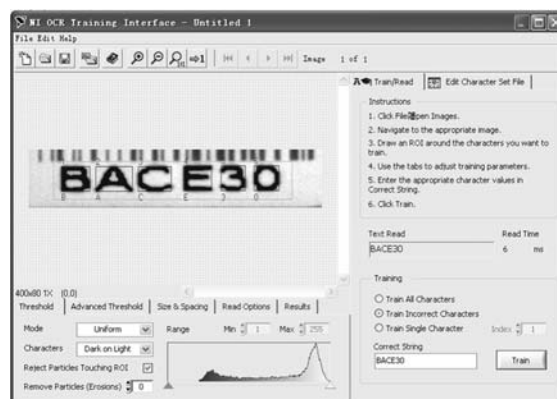 NI OCR Training Interface - Untitled 1
File Edit Help
Image 1 of 1
BACE30
B A C E 3 0
400x80 1X (0,0)
Train/Read
Edit Character Set File
Instructions
1. Click File Open Images.
2. Navigate to the appropriate image.
3. Draw an ROI around the characters you want to train.
4. Use the tabs to adjust training parameters.
5. Enter the appropriate character values in Correct String.
6. Click Train.
Text Read
Read Time
BACE30
6 ms
Training
Train All Characters
Train Incorrect Characters
Train Single Character
Index 1
Correct String
BACE30
Train
Threshold
Advanced Threshold
Size & Spacing
Read Options
Results
Mode
Uniform
Range
Min 1
Max 255
Characters
Dark on Light
Reject Particles Touching ROI
Remove Particles (Erosions)
0